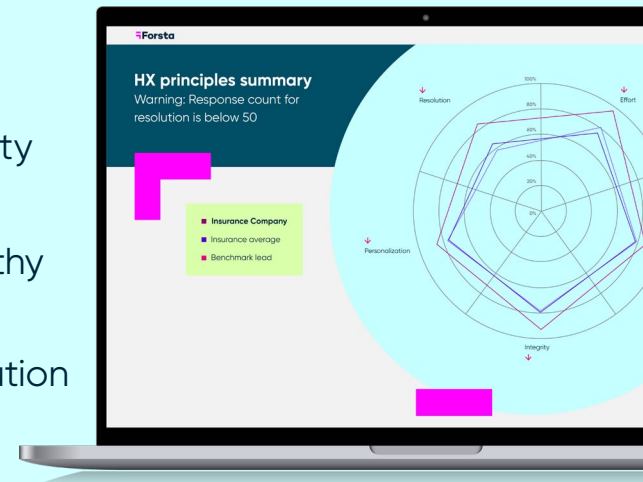 ty
thy
ution
Forsta
HX principles summary
Warning: Response count for
resolution is below 50
Insurance Company
Insurance average
Benchmark lead
100%
80%
60%
40%
20%
0%
Resolution
Effort
Personalization
Integrity